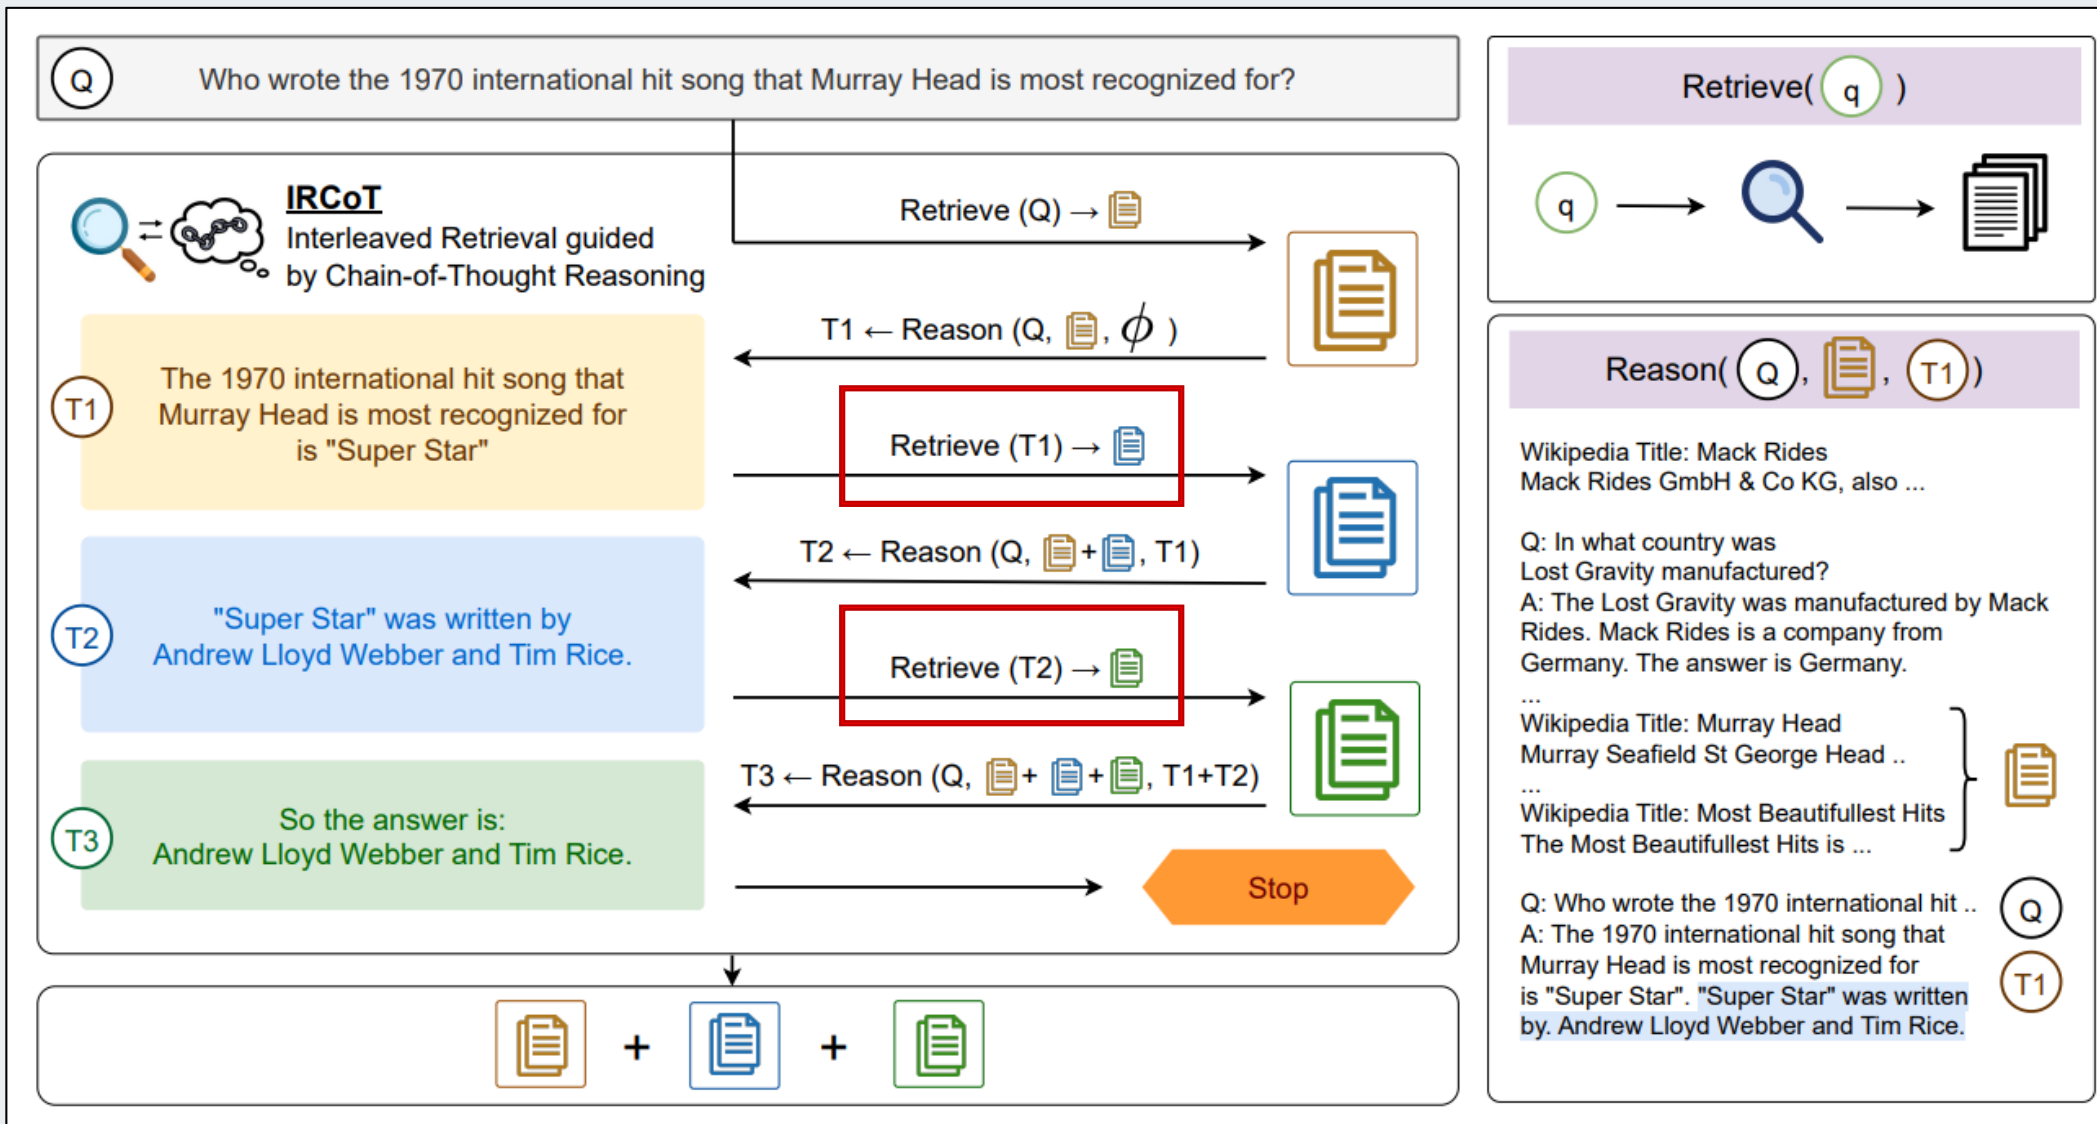 Q
Who wrote the 1970 international hit song that Murray Head is most recognized for?
IRCoT
Interleaved Retrieval guided
by Chain-of-Thought Reasoning
Retrieve (Q) →
T1 ← Reason (Q, , ϕ )
T1
The 1970 international hit song that
Murray Head is most recognized for
is "Super Star"
Retrieve (T1) →
T2 ← Reason (Q, + , T1)
T2
"Super Star" was written by
Andrew Lloyd Webber and Tim Rice.
Retrieve (T2) →
T3 ← Reason (Q, + + , T1+T2)
T3
So the answer is:
Andrew Lloyd Webber and Tim Rice.
Stop
+ +
Retrieve( q )
q
Reason( Q , , T1 )
Wikipedia Title: Mack Rides
Mack Rides GmbH & Co KG, also ...
Q: In what country was
Lost Gravity manufactured?
A: The Lost Gravity was manufactured by Mack
Rides. Mack Rides is a company from
Germany. The answer is Germany.
...
Wikipedia Title: Murray Head
Murray Seafield St George Head ..
...
Wikipedia Title: Most Beautifullest Hits
The Most Beautifullest Hits is ...
Q: Who wrote the 1970 international hit ..
Q
A: The 1970 international hit song that
Murray Head is most recognized for
T1
is "Super Star". "Super Star" was written
by. Andrew Lloyd Webber and Tim Rice.